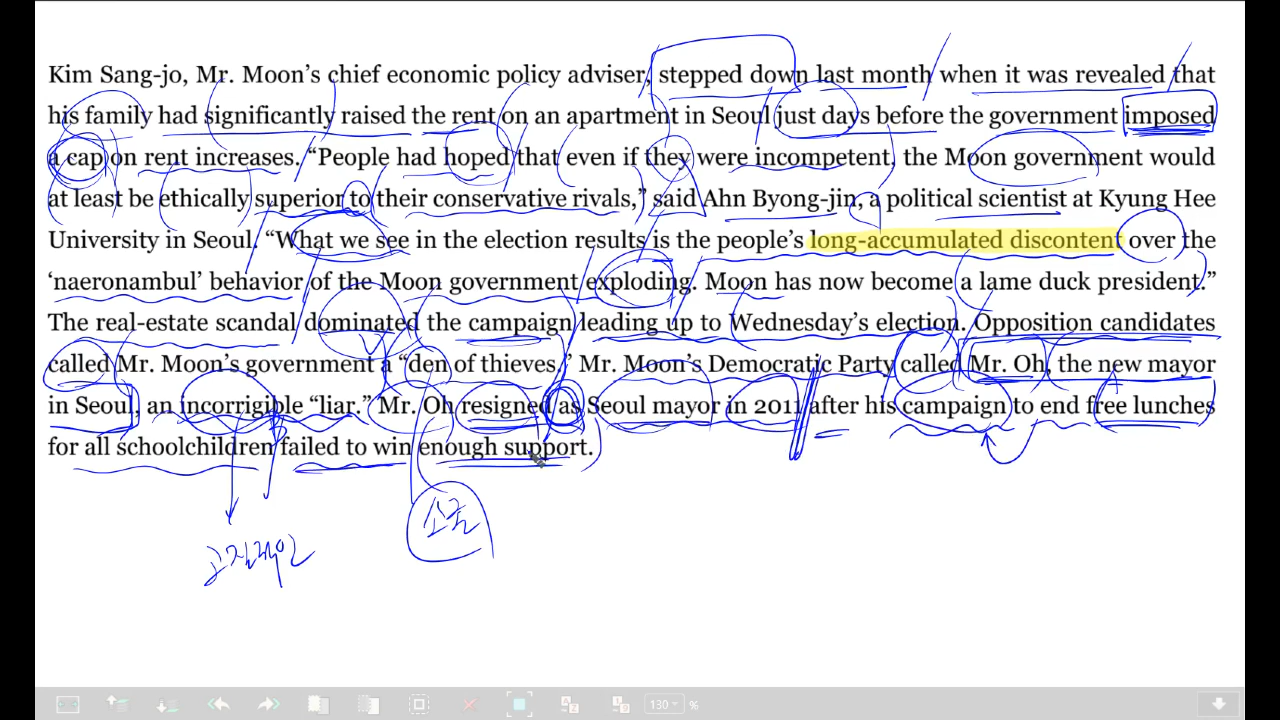 Kim Sang-jo, Mr. Moon’s chief economic policy adviser, stepped down last month when it was revealed that
his family had significantly raised the rent on an apartment in Seoul just days before the government imposed
a cap on rent increases. “People had hoped that even if they were incompetent, the Moon government would
at least be ethically superior to their conservative rivals,” said Ahn Byong-jin, a political scientist at Kyung Hee
University in Seoul. “What we see in the election results is the people’s long-accumulated discontent over the
‘naeronambul’ behavior of the Moon government exploding. Moon has now become a lame duck president.”
The real-estate scandal dominated the campaign leading up to Wednesday’s election. Opposition candidates
called Mr. Moon’s government a “den of thieves.” Mr. Moon’s Democratic Party called Mr. Oh, the new mayor
in Seoul, an incorrigible “liar.” Mr. Oh resigned as Seoul mayor in 2011 after his campaign to end free lunches
for all schoolchildren failed to win enough support.
소굴
130 %